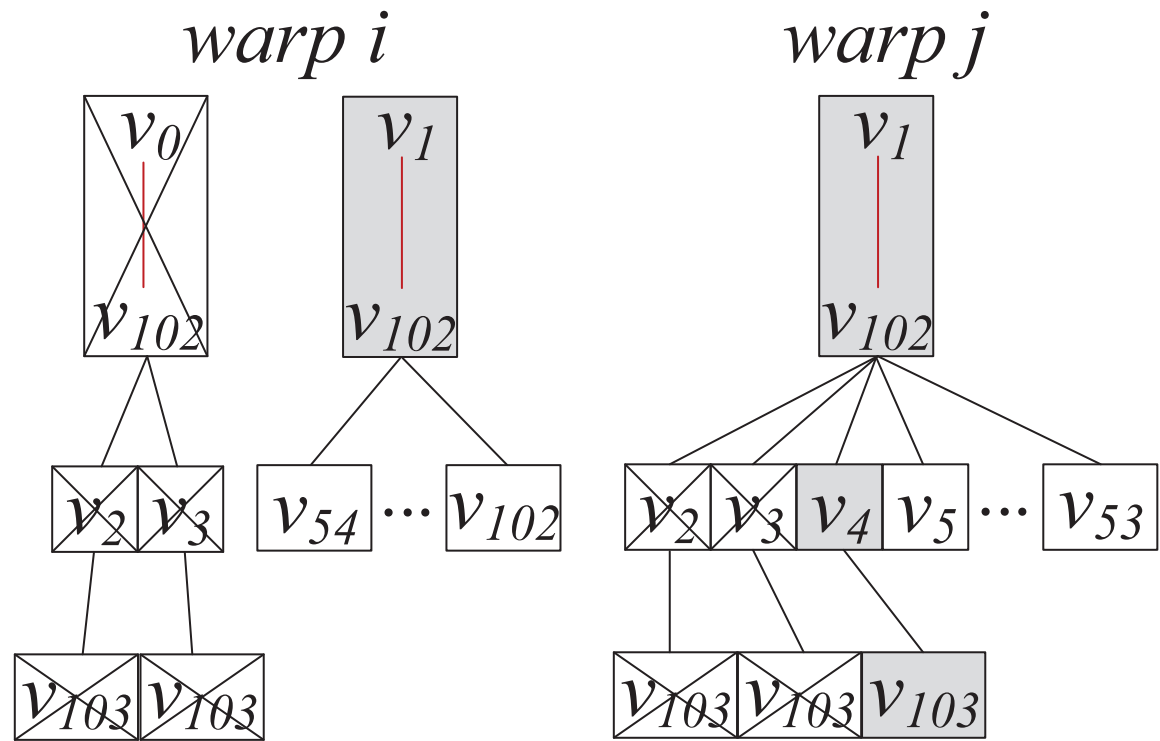 warp i warp j
v0 v1 v1
v102 v102 v102
v2 v3 v54 ... v102 v2 v3 v4 v5 ... v53
v103 v103 v103 v103 v103